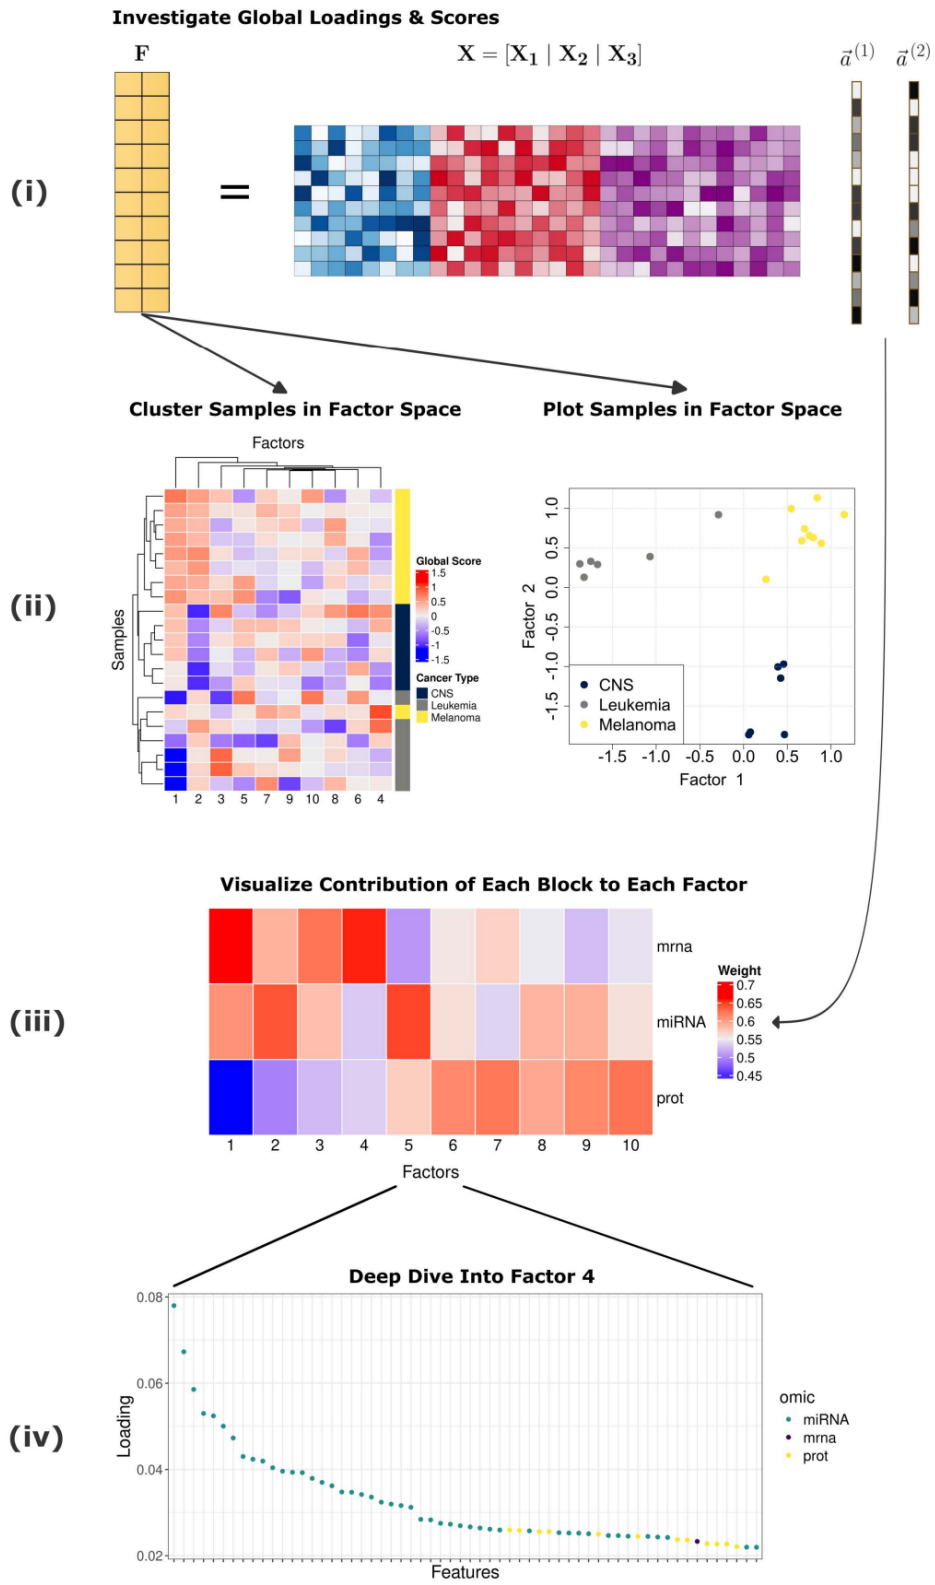 Investigate Global Loadings & Scores
F
X = [X₁ | X₂ | X₃]
a⃗⁽¹⁾ a⃗⁽²⁾
(i)
=
Cluster Samples in Factor Space
Plot Samples in Factor Space
(ii)
Factors
Samples
1 2 3 5 7 9 10 8 6 4
Global Score
1.5
1
0.5
0
-0.5
-1
-1.5
Cancer Type
CNS
Leukemia
Melanoma
Factor 2
1.0
0.5
0.0
-0.5
-1.0
-1.5
CNS
Leukemia
Melanoma
-1.5 -1.0 -0.5 0.0 0.5 1.0
Factor 1
Visualize Contribution of Each Block to Each Factor
(iii)
mrna
miRNA
prot
Weight
0.7
0.65
0.6
0.55
0.5
0.45
1 2 3 4 5 6 7 8 9 10
Factors
Deep Dive Into Factor 4
(iv)
Loading
0.08
0.06
0.04
0.02
Features
omic
miRNA
mrna
prot